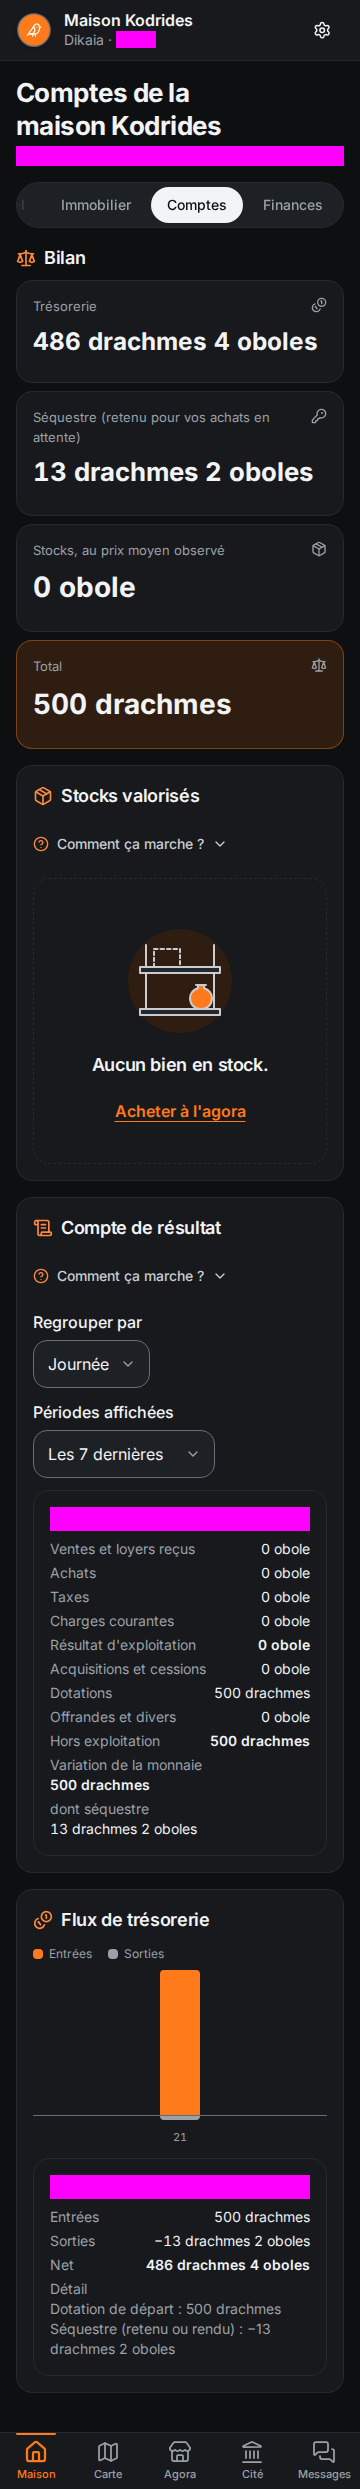 Maison Kodrides
Dikaia ·
Comptes de la
maison Kodrides
Immobilier
Comptes
Finances
Bilan
Trésorerie
486 drachmes 4 oboles
Séquestre (retenu pour vos achats en
attente)
13 drachmes 2 oboles
Stocks, au prix moyen observé
0 obole
Total
500 drachmes
Stocks valorisés
Comment ça marche ?
Aucun bien en stock.
Acheter à l'agora
Compte de résultat
Comment ça marche ?
Regrouper par
Journée
Périodes affichées
Les 7 dernières
Ventes et loyers reçus 0 obole
Achats 0 obole
Taxes 0 obole
Charges courantes 0 obole
Résultat d'exploitation 0 obole
Acquisitions et cessions 0 obole
Dotations 500 drachmes
Offrandes et divers 0 obole
Hors exploitation 500 drachmes
Variation de la monnaie
500 drachmes
dont séquestre
13 drachmes 2 oboles
Flux de trésorerie
Entrées Sorties
21
Entrées 500 drachmes
Sorties −13 drachmes 2 oboles
Net 486 drachmes 4 oboles
Détail
Dotation de départ : 500 drachmes
Séquestre (retenu ou rendu) : −13
drachmes 2 oboles
Maison Carte Agora Cité Messages